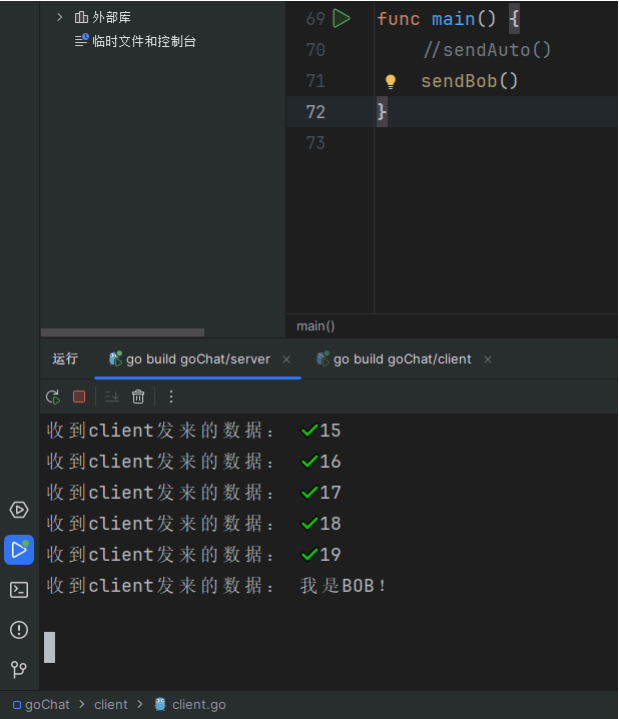 外部库
临时文件和控制台
69 func main() {
70 //sendAuto()
71 sendBob()
72 }
73
main()
运行 go build goChat/server × go build goChat/client ×
收到client发来的数据： ✓15
收到client发来的数据： ✓16
收到client发来的数据： ✓17
收到client发来的数据： ✓18
收到client发来的数据： ✓19
收到client发来的数据： 我是BOB!
goChat > client > client.go